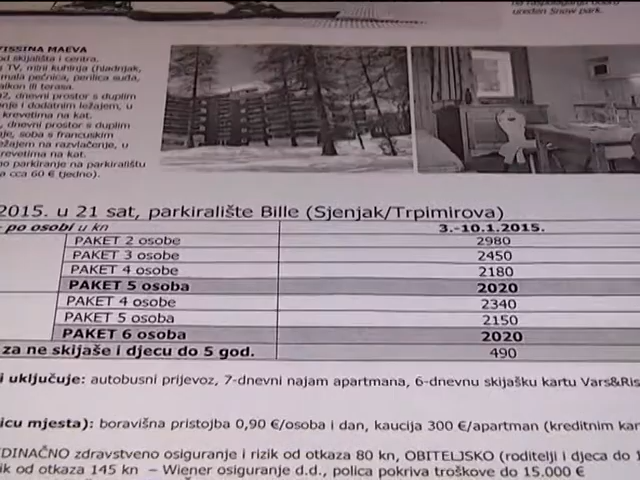 uređen Snow park.
VISSINA MAEVA
od skijališta i centra.
TV, mini kuhinja (hladnjak,
mala pećnica, perilica suđa,
balkon ili terasa.
dnevni prostor s duplim
i dodatnim ležajem, u
krevetima na kat.
dnevni prostor s duplim
soba s francuskim
ležajem na razvlačenje, u
krevetima na kat.
parkiranje na parkiralištu
cca 60 € tjedno).
2015. u 21 sat, parkiralište Bille (Sjenjak/Trpimirova)
po osobi u kn 3.-10.1.2015.
PAKET 2 osobe 2980
PAKET 3 osobe 2450
PAKET 4 osobe 2180
PAKET 5 osoba 2020
PAKET 4 osobe 2340
PAKET 5 osoba 2150
PAKET 6 osoba 2020
za ne skijaše i djecu do 5 god. 490
uključuje: autobusni prijevoz, 7-dnevni najam apartmana, 6-dnevnu skijašku kartu Vars&Ris
mjesta): boravišna pristojba 0,90 €/osoba i dan, kaucija 300 €/apartman (kreditnim kar
EDINAČNO zdravstveno osiguranje i rizik od otkaza 80 kn, OBITELJSKO (roditelji i djeca do 1
od otkaza 145 kn – Wiener osiguranje d.d., polica pokriva troškove do 15.000 €